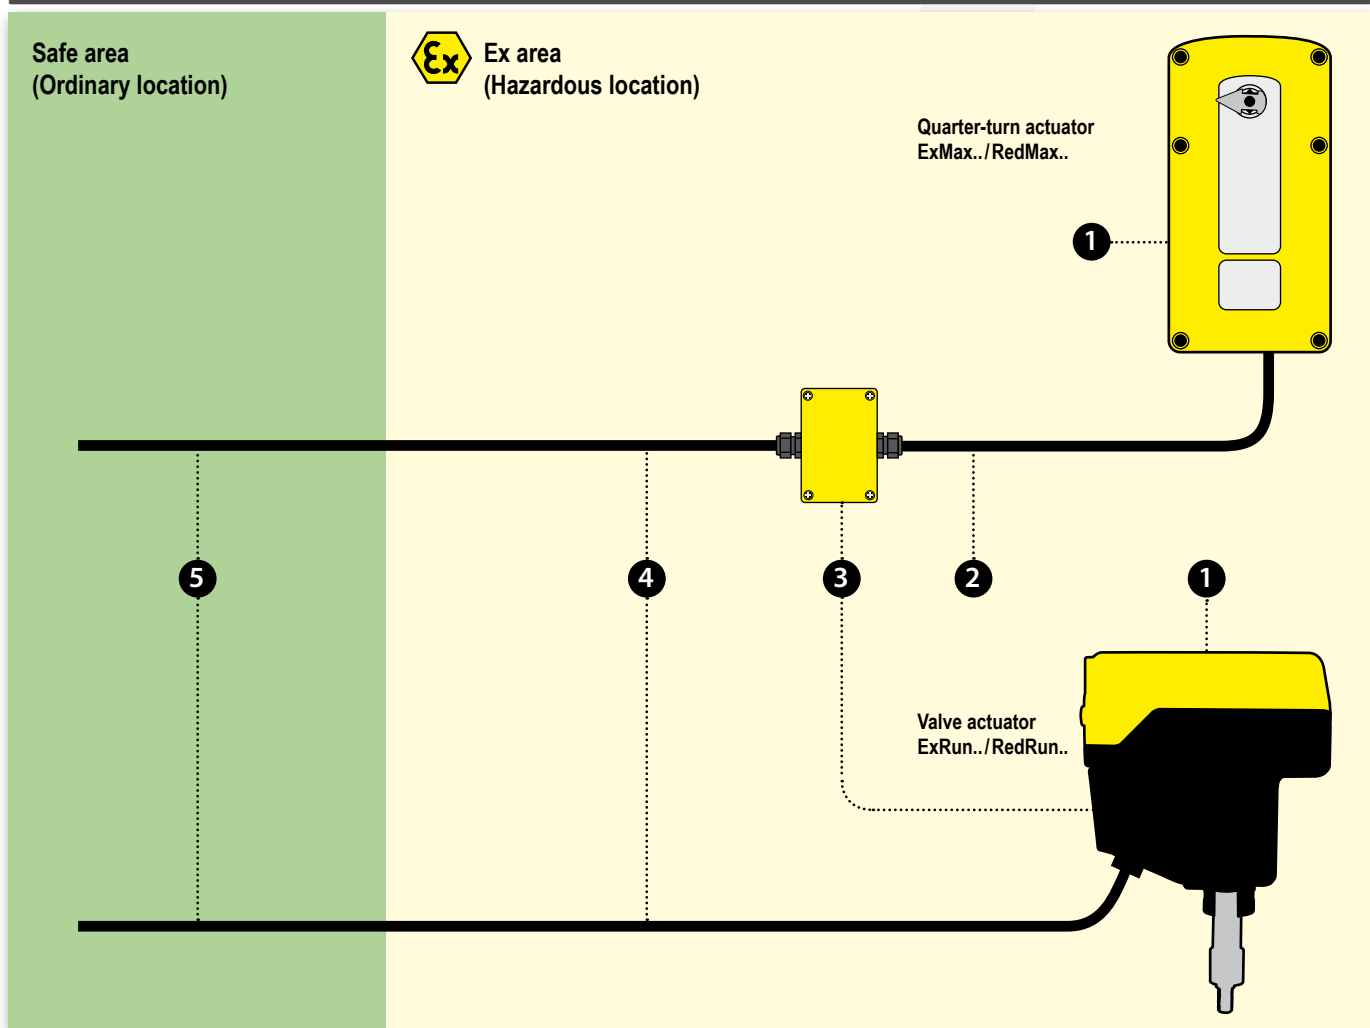 Safe area
(Ordinary location)
Ex
Ex area
(Hazardous location)
Quarter-turn actuator
ExMax../RedMax..
1
5
4
3
2
1
Valve actuator
ExRun../RedRun..